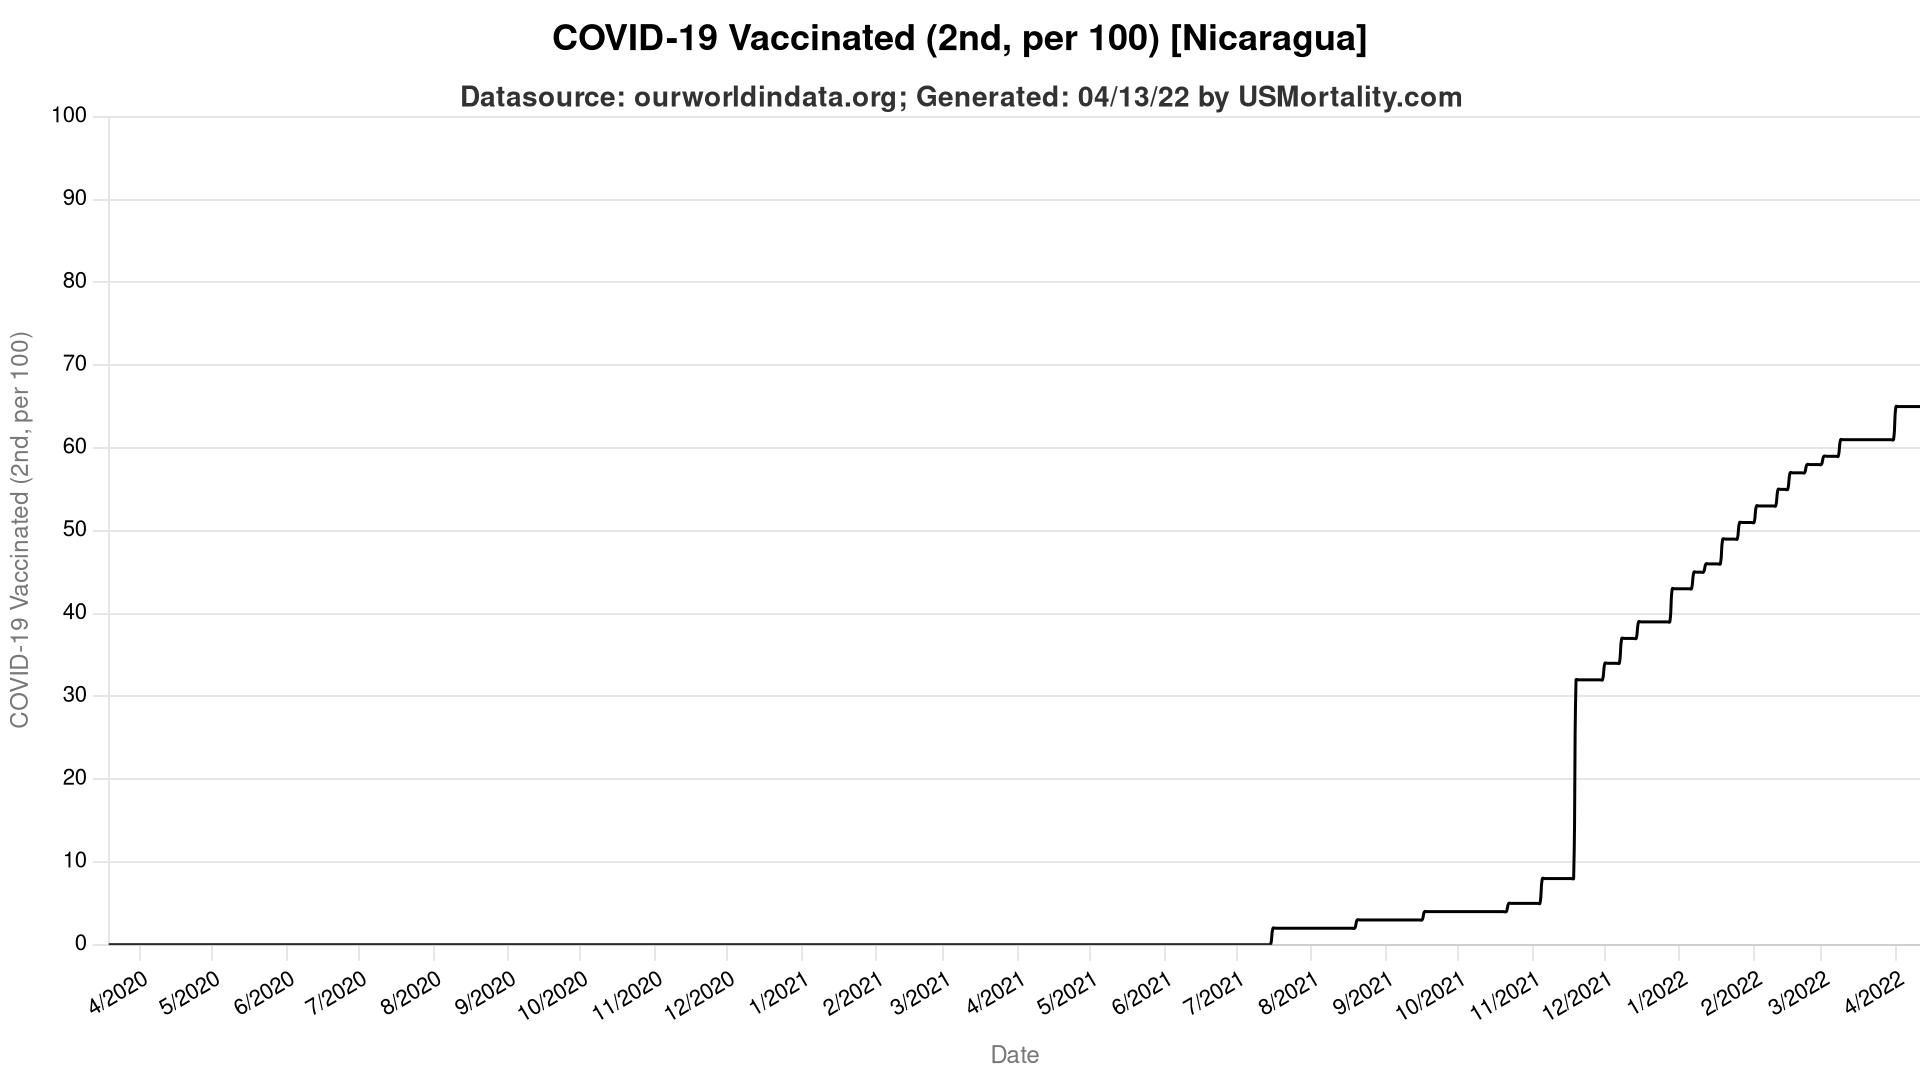 COVID-19 Vaccinated (2nd, per 100) [Nicaragua]
Datasource: ourworldindata.org; Generated: 04/13/22 by USMortality.com
COVID-19 Vaccinated (2nd, per 100)
100
90
80
70
60
50
40
30
20
10
0
4/2020 5/2020 6/2020 7/2020 8/2020 9/2020 10/2020 11/2020 12/2020 1/2021 2/2021 3/2021 4/2021 5/2021 6/2021 7/2021 8/2021 9/2021 10/2021 11/2021 12/2021 1/2022 2/2022 3/2022 4/2022
Date